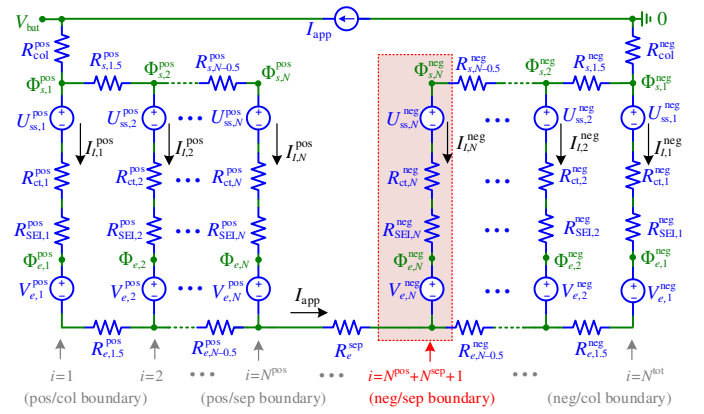 V_bat I_app 0
R_col^pos R_col^neg
Φ_s,1^pos R_s,1.5^pos Φ_s,2^pos R_s,N−0.5^pos Φ_s,N^pos Φ_s,N^neg R_s,N−0.5^neg Φ_s,2^neg R_s,1.5^neg Φ_s,1^neg
U_ss,1^pos U_ss,2^pos ••• U_ss,N^pos U_ss,N^neg ••• U_ss,2^neg U_ss,1^neg
I_I,1^pos I_I,2^pos I_I,N^pos I_I,N^neg I_I,2^neg I_I,1^neg
R_ct,1^pos R_ct,2^pos ••• R_ct,N^pos R_ct,N^neg ••• R_ct,2^neg R_ct,1^neg
R_SEI,1^pos R_SEI,2^pos ••• R_SEI,N^pos R_SEI,N^neg ••• R_SEI,2^neg R_SEI,1^neg
Φ_e,1^pos Φ_e,2 Φ_e,N Φ_e,N^neg Φ_e,2^neg Φ_e,1^neg
V_e,1^pos V_e,2^pos ••• V_e,N^pos I_app V_e,N^neg ••• V_e,2^neg V_e,1^neg
R_e,1.5^pos R_e,N−0.5^pos R_e^sep R_e,N−0.5^neg R_e,1.5^neg
i=1 i=2 ••• i=N^pos ••• i=N^pos+N^sep+1 ••• i=N^tot
(pos/col boundary) (pos/sep boundary) (neg/sep boundary) (neg/col boundary)